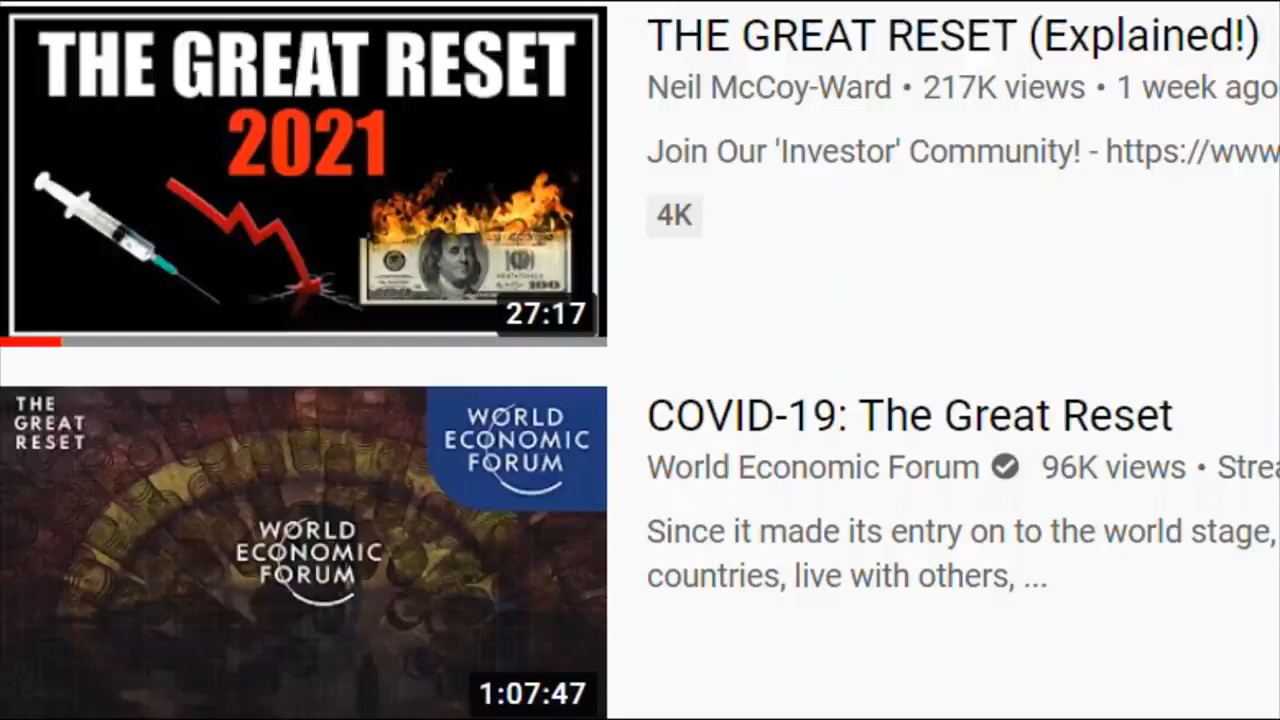 THE GREAT RESET
2021
27:17
THE GREAT RESET (Explained!)
Neil McCoy-Ward • 217K views • 1 week ago
Join Our 'Investor' Community! - https://www
4K
THE
GREAT
RESET
WORLD
ECONOMIC
FORUM
WORLD
ECONOMIC
FORUM
1:07:47
COVID-19: The Great Reset
World Economic Forum 96K views • Strea
Since it made its entry on to the world stage,
countries, live with others, ...